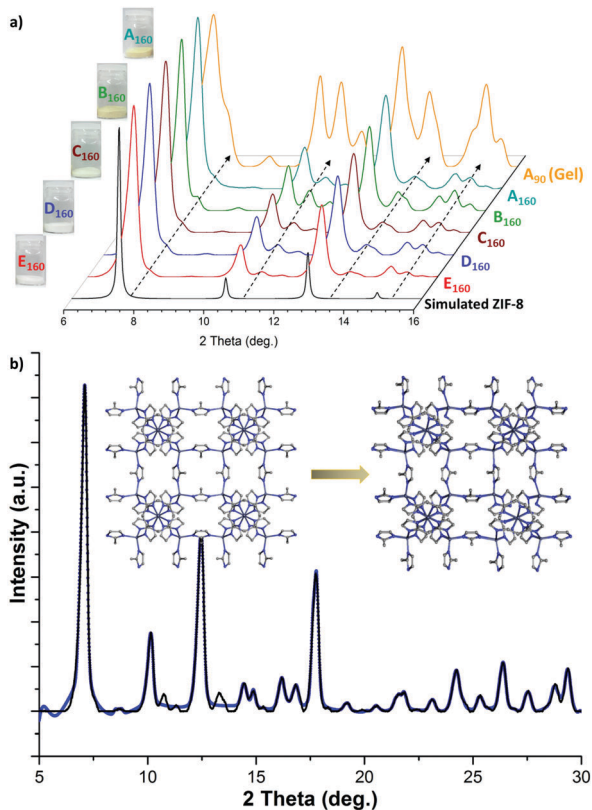 a)
A160
B160
C160
D160
E160
A90 (Gel)
A160
B160
C160
D160
E160
Simulated ZIF-8
6 8 10 12 14 16
2 Theta (deg.)
b)
Intensity (a.u.)
5 10 15 20 25 30
2 Theta (deg.)